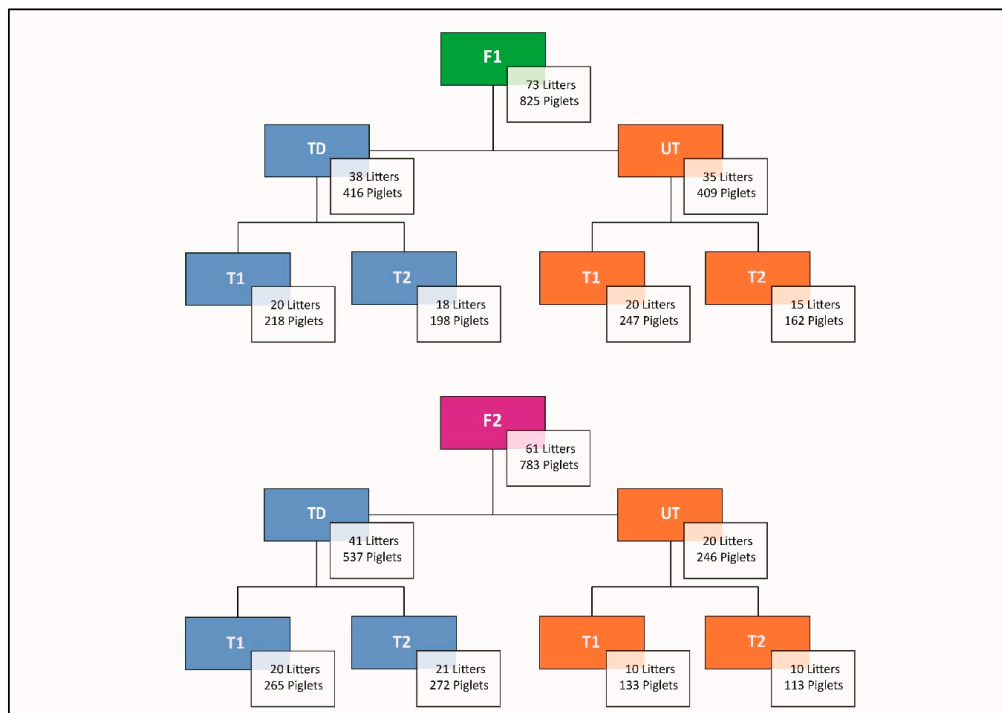 F1
73 Litters
825 Piglets
TD
38 Litters
416 Piglets
UT
35 Litters
409 Piglets
T1
20 Litters
218 Piglets
T2
18 Litters
198 Piglets
T1
20 Litters
247 Piglets
T2
15 Litters
162 Piglets
F2
61 Litters
783 Piglets
TD
41 Litters
537 Piglets
UT
20 Litters
246 Piglets
T1
20 Litters
265 Piglets
T2
21 Litters
272 Piglets
T1
10 Litters
133 Piglets
T2
10 Litters
113 Piglets